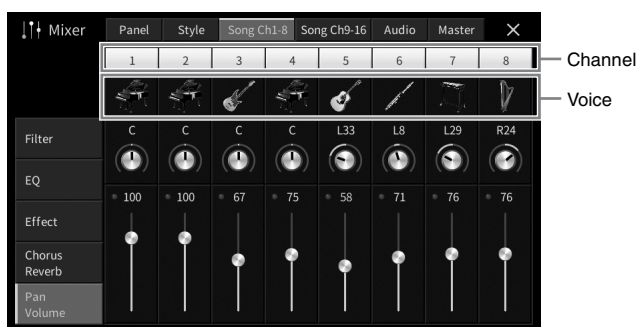 Mixer Panel Style Song Ch1-8 Song Ch9-16 Audio Master
1 2 3 4 5 6 7 8 Channel
Voice
Filter C C C C L33 L8 L29 R24
EQ
100 100 67 75 58 71 76 76
Effect
Chorus
Reverb
Pan
Volume